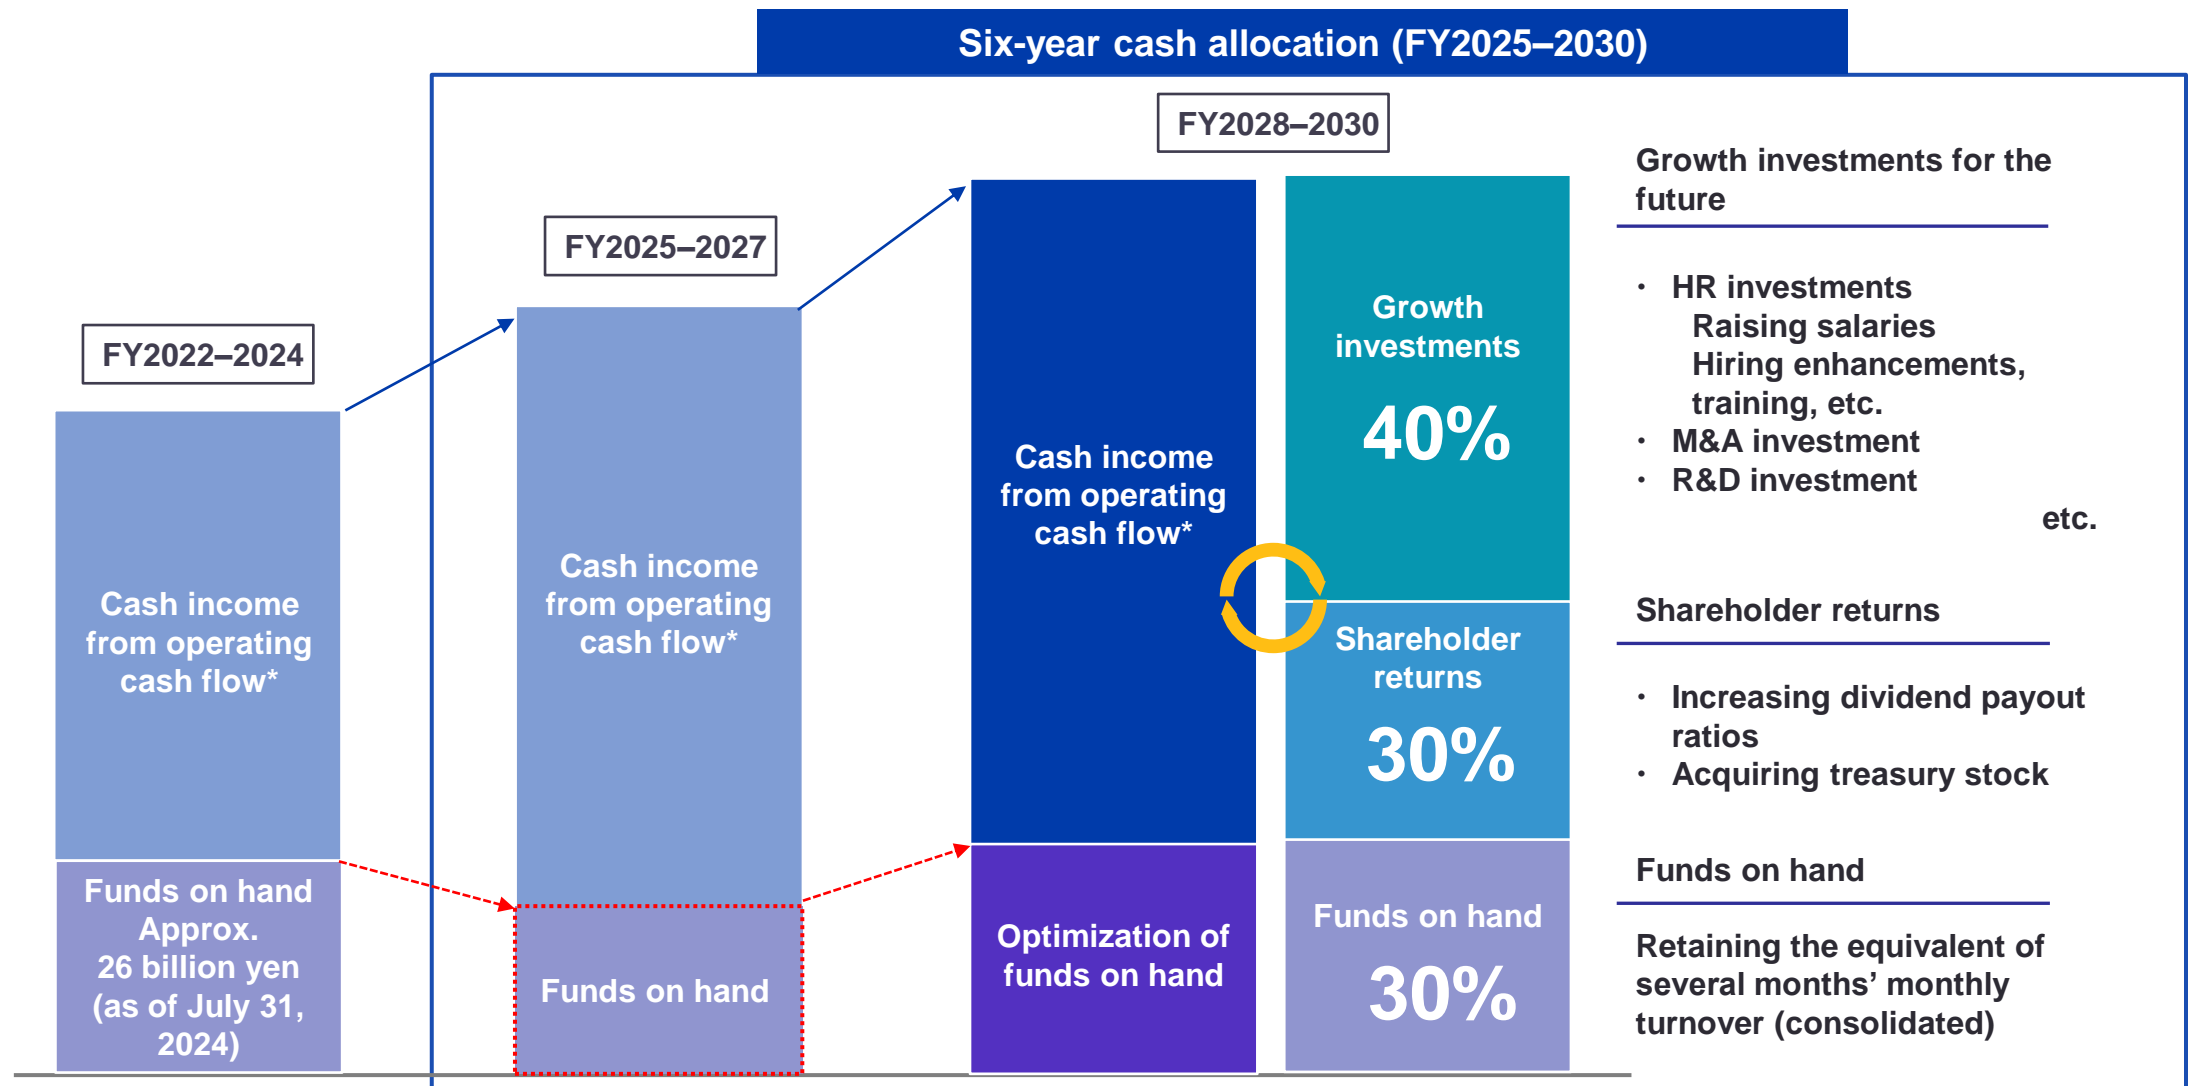 Six-year cash allocation (FY2025–2030)
FY2022–2024
Cash income
from operating
cash flow*
Funds on hand
Approx.
26 billion yen
(as of July 31,
2024)
FY2025–2027
Cash income
from operating
cash flow*
Funds on hand
FY2028–2030
Cash income
from operating
cash flow*
Optimization of
funds on hand
Growth
investments
40%
Shareholder
returns
30%
Funds on hand
30%
Growth investments for the
future
・ HR investments
Raising salaries
Hiring enhancements,
training, etc.
・ M&A investment
・ R&D investment
etc.
Shareholder returns
・ Increasing dividend payout
ratios
・ Acquiring treasury stock
Funds on hand
Retaining the equivalent of
several months’ monthly
turnover (consolidated)